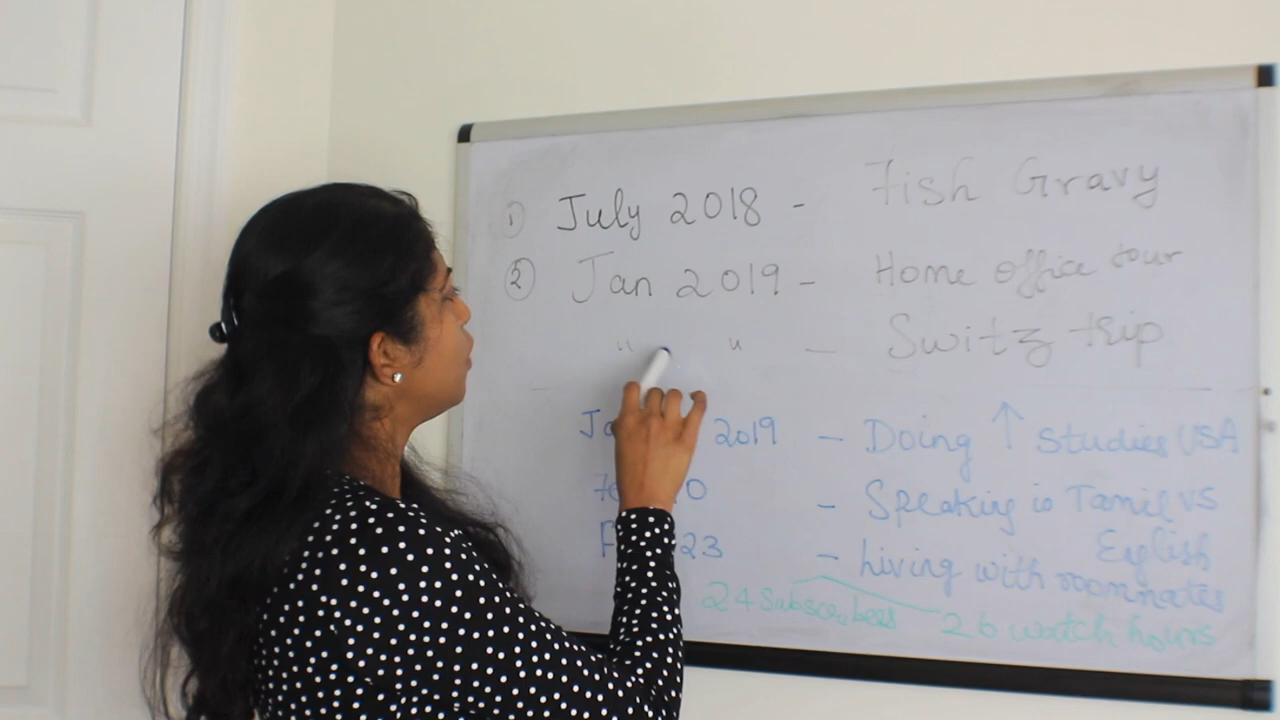 1) July 2018 - Fish Gravy
2) Jan 2019 - Home office tour
" " - Switz trip
2019 - Doing ↑ studies USA
- Speaking in Tamil VS
English
23 - Living with roommates
24 Subscribers 26 watch hours